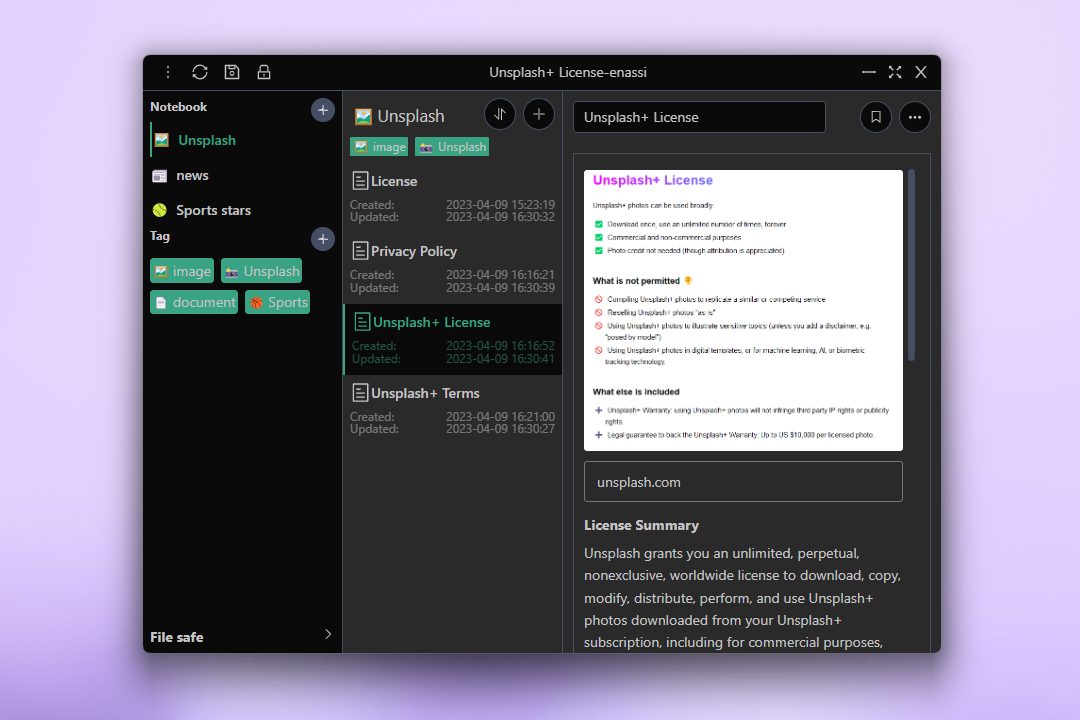 Unsplash+ License-enassi
Notebook
Unsplash
news
Sports stars
Tag
image
Unsplash
document
Sports
File safe
Unsplash
image
Unsplash
License
Created: 2023-04-09 15:23:19
Updated: 2023-04-09 16:30:32
Privacy Policy
Created: 2023-04-09 16:16:21
Updated: 2023-04-09 16:30:39
Unsplash+ License
Created: 2023-04-09 16:16:52
Updated: 2023-04-09 16:30:41
Unsplash+ Terms
Created: 2023-04-09 16:21:00
Updated: 2023-04-09 16:30:27
Unsplash+ License
Unsplash+ License
Unsplash+ photos can be used broadly:
Download once, use an unlimited number of times, forever
Commercial and non-commercial purposes
Photo credit not needed (though attribution is appreciated)
What is not permitted
Compiling Unsplash+ photos to replicate a similar or competing service
Reselling Unsplash+ photos "as is"
Using Unsplash+ photos to illustrate sensitive topics (unless you add a disclaimer, e.g.
"posed by model")
Using Unsplash+ photos in digital templates, or for machine learning, AI, or biometric
tracking technology.
What else is included
Unsplash+ Warranty: using Unsplash+ photos will not infringe third party IP rights or publicity
rights.
Legal guarantee to back the Unsplash+ Warranty: Up to US $10,000 per licensed photo.
unsplash.com
License Summary
Unsplash grants you an unlimited, perpetual,
nonexclusive, worldwide license to download, copy,
modify, distribute, perform, and use Unsplash+
photos downloaded from your Unsplash+
subscription, including for commercial purposes,